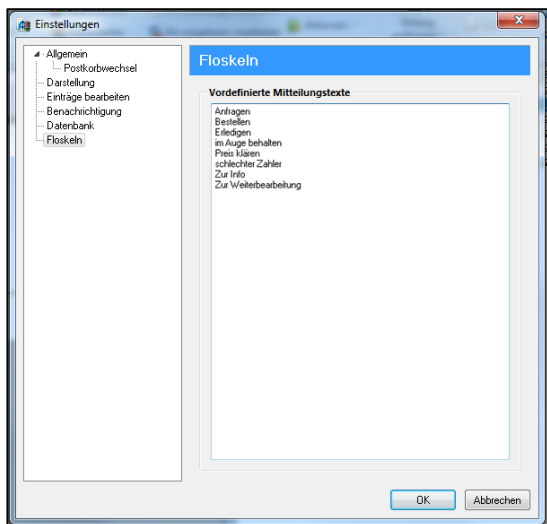 Einstellungen
Allgemein
Postkorbwechsel
Darstellung
Einträge bearbeiten
Benachrichtigung
Datenbank
Floskeln
Floskeln
Vordefinierte Mitteilungstexte
Anfragen
Bestellen
Erledigen
im Auge behalten
Preis klären
schlechter Zahler
Zur Info
Zur Weiterbearbeitung
OK
Abbrechen